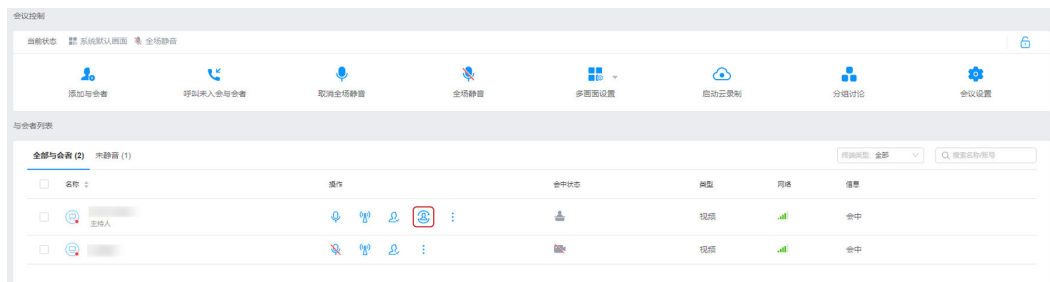 会议控制
当前状态 系统默认画面 全场静音
添加与会者 呼叫未入会与会者 取消全场静音 全场静音 多画面设置 启动云录制 分组讨论 会议设置
与会者列表
全部与会者 (2) 未静音 (1) 终端类型: 全部 搜索名称/账号
名称 操作 会中状态 类型 网络 信息
主持人 视频 会中
视频 会中